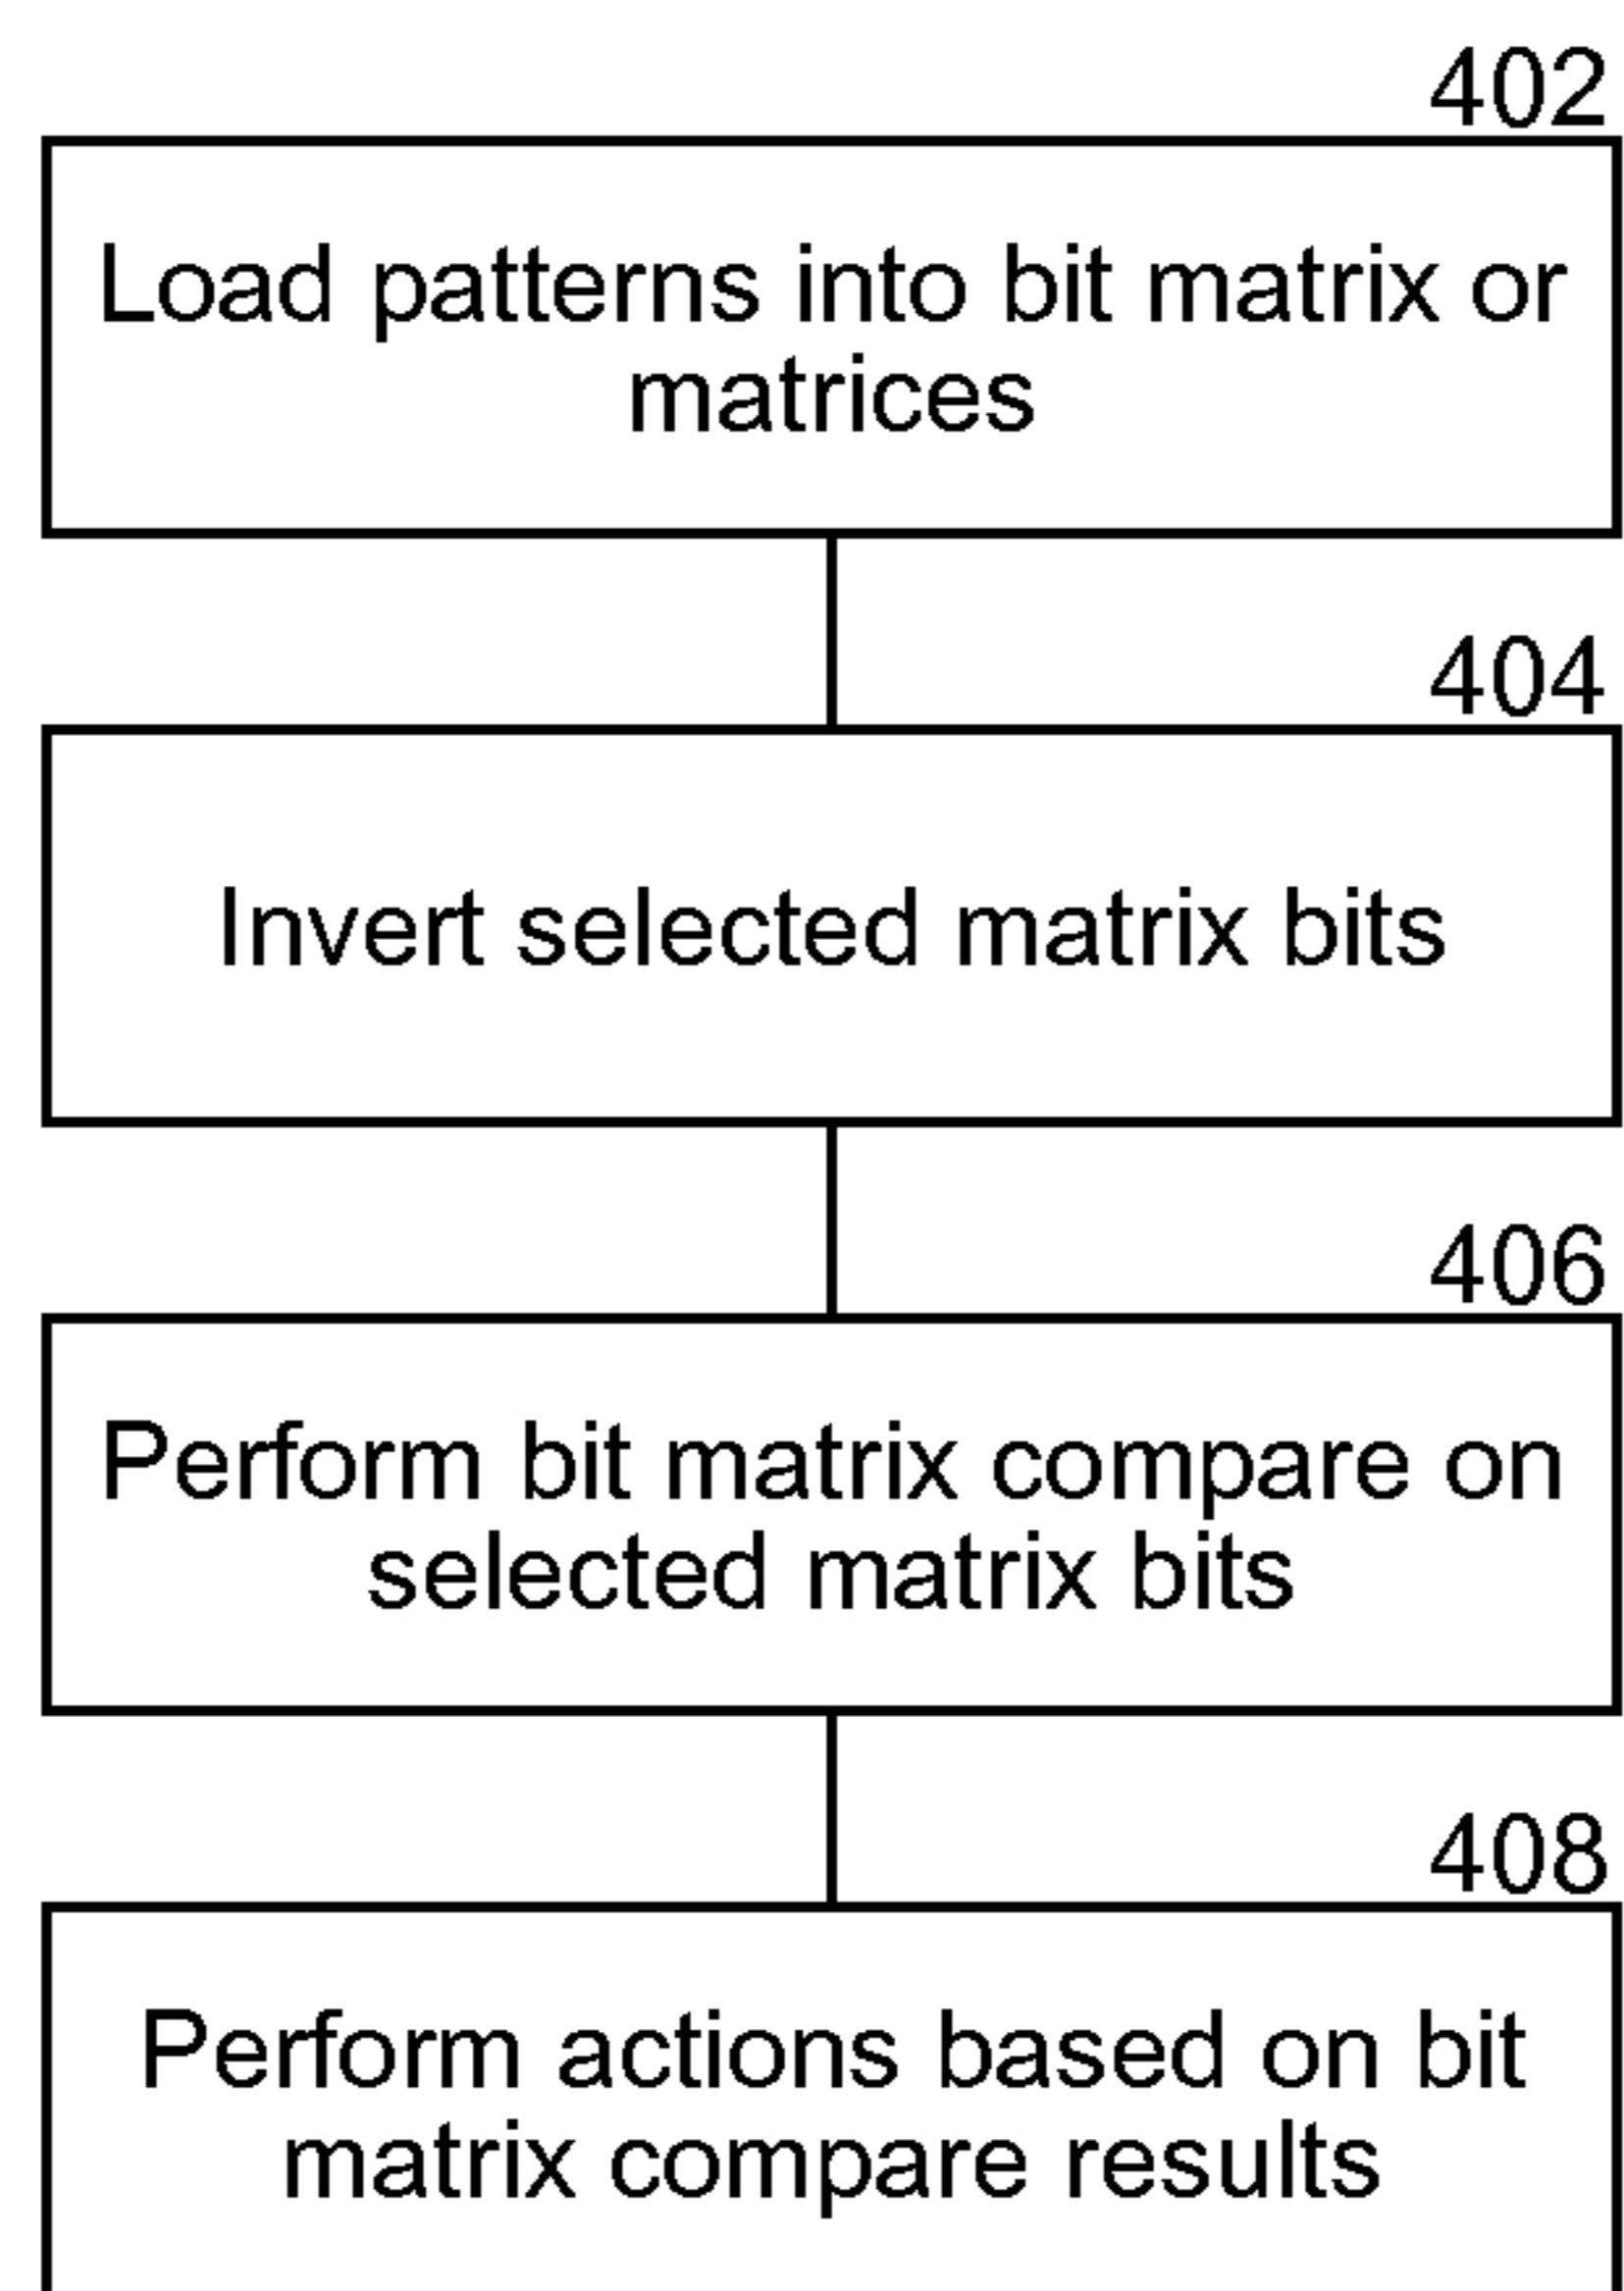 402
Load patterns into bit matrix or
matrices
404
Invert selected matrix bits
406
Perform bit matrix compare on
selected matrix bits
408
Perform actions based on bit
matrix compare results